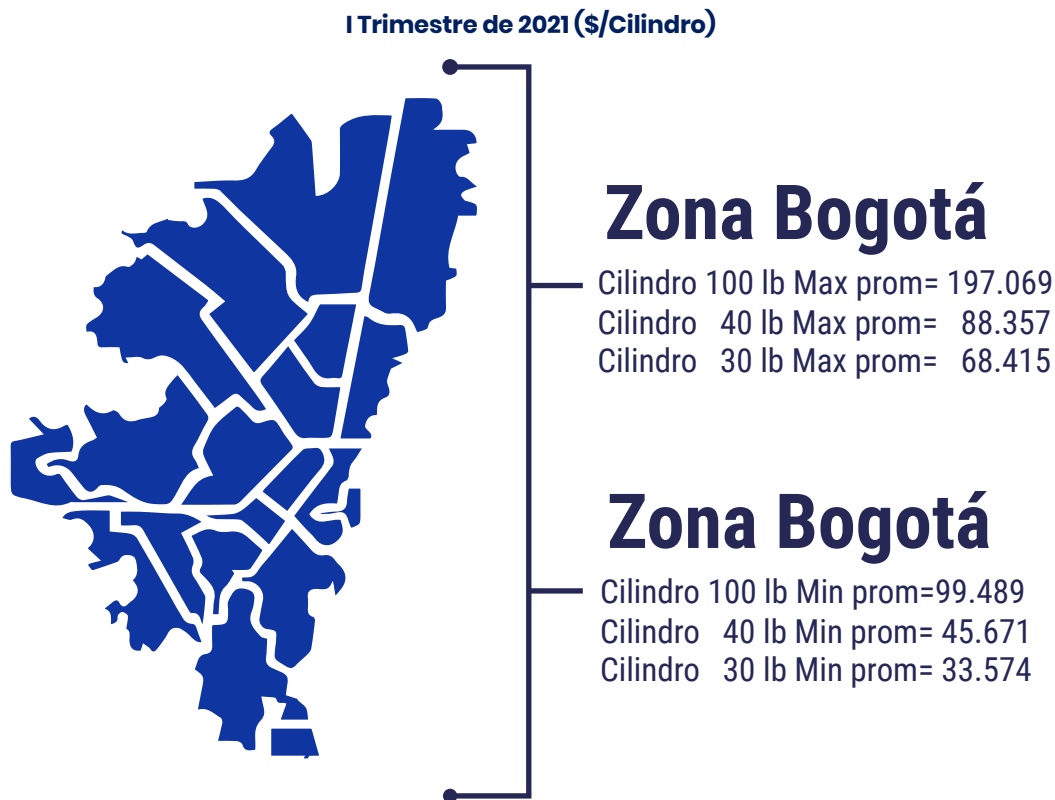 I Trimestre de 2021 ($/Cilindro)
Zona Bogotá
Cilindro 100 lb Max prom= 197.069
Cilindro 40 lb Max prom= 88.357
Cilindro 30 lb Max prom= 68.415
Zona Bogotá
Cilindro 100 lb Min prom=99.489
Cilindro 40 lb Min prom= 45.671
Cilindro 30 lb Min prom= 33.574